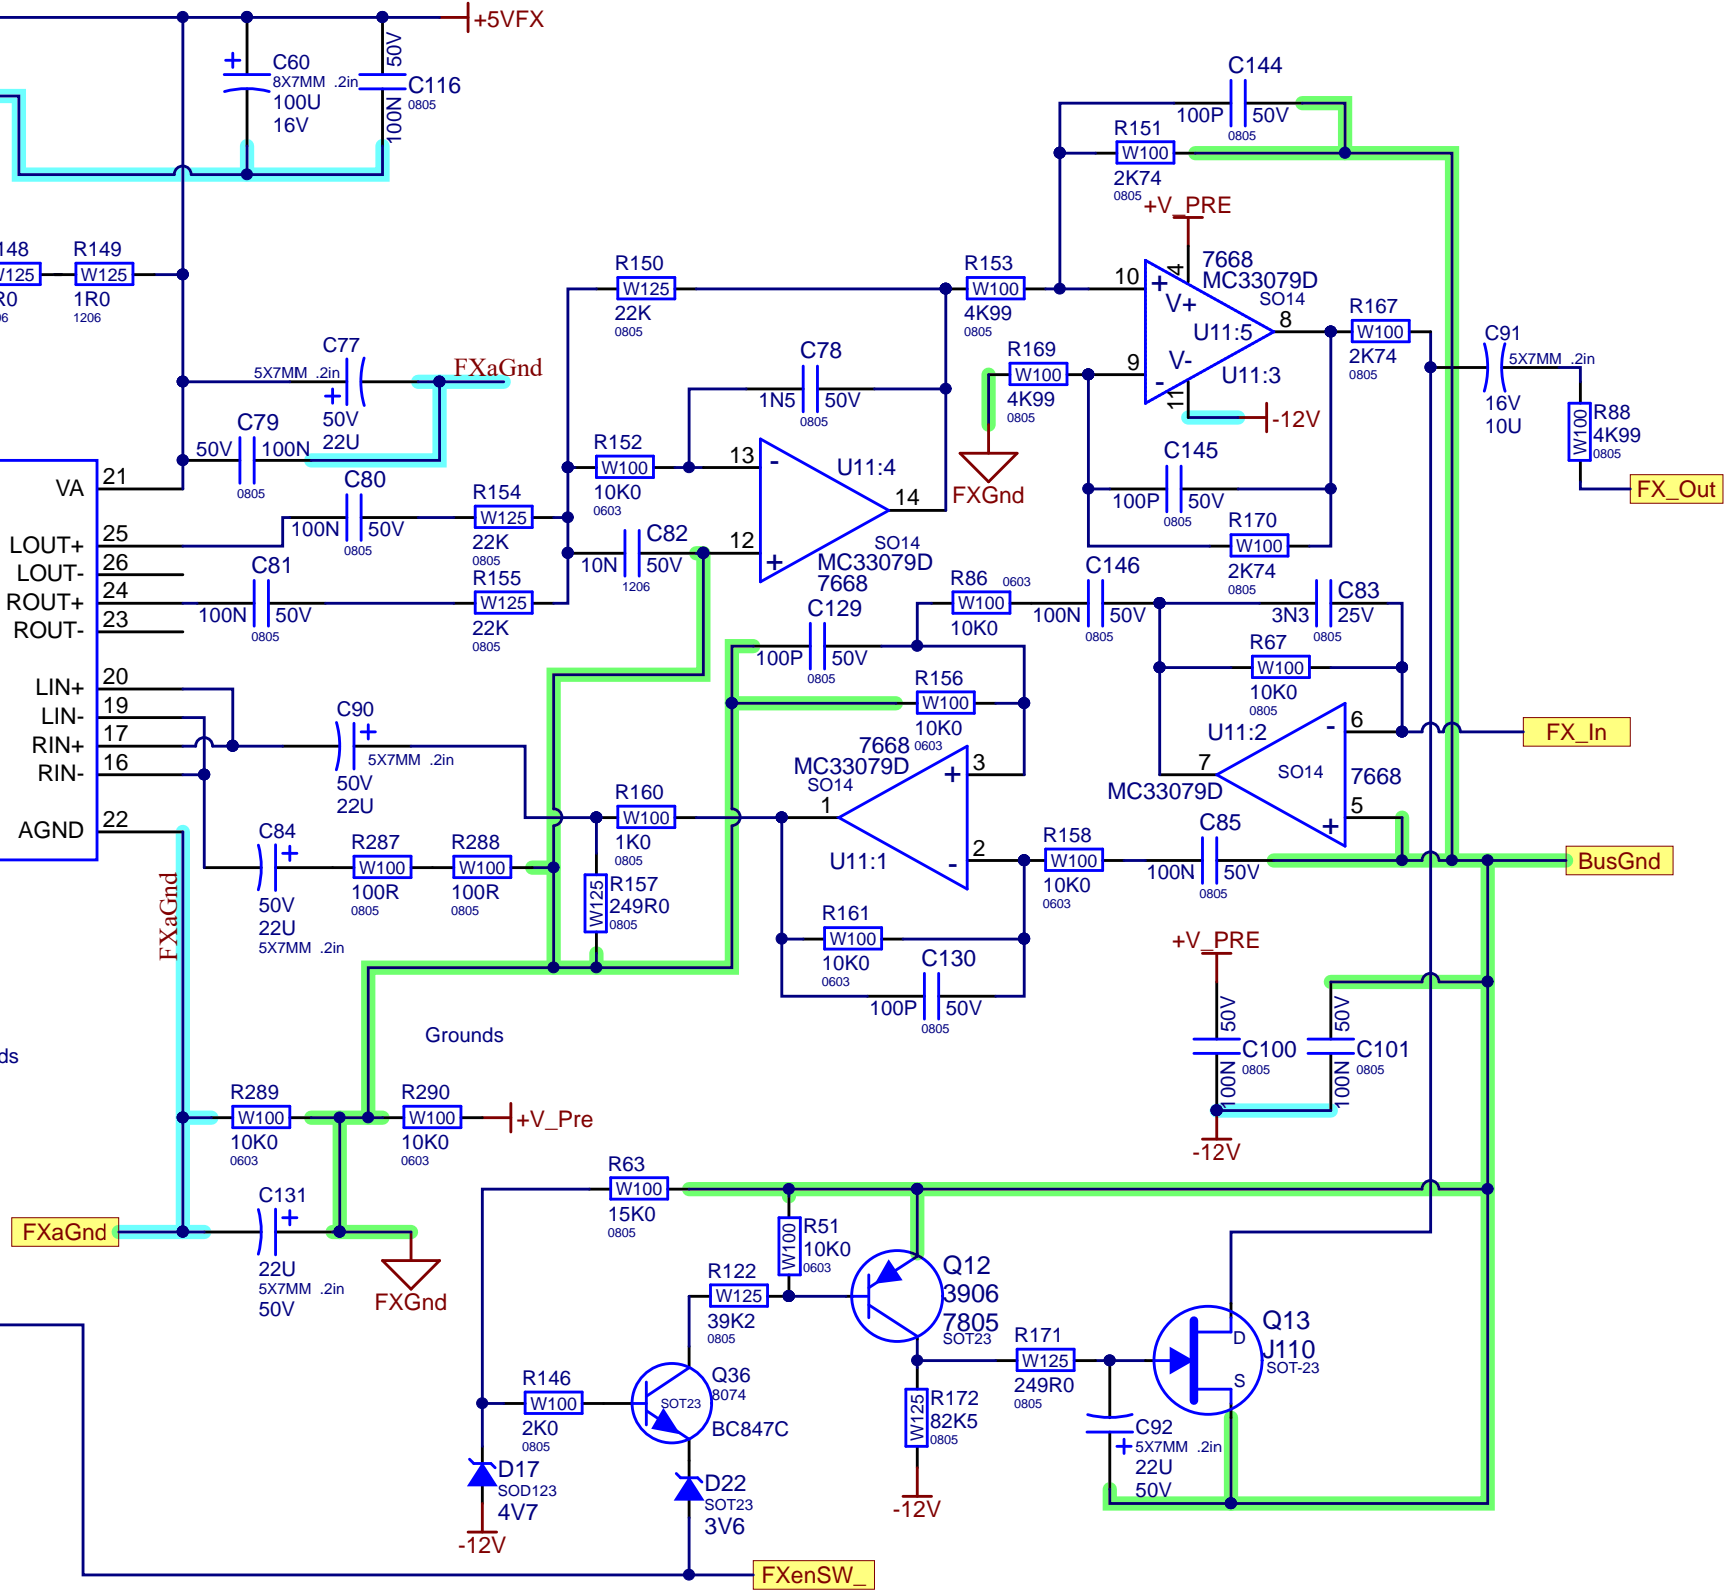 +5VFX
C60
8X7MM .2in
100U
16V
50V
C116
0805
100N
148
R149
/125
W125
R0
1R0
06
1206
C77
5X7MM .2in
50V
22U
FXaGnd
C79
50V
100N
0805
VA
21
LOUT+
25
LOUT-
26
ROUT+
24
ROUT-
23
LIN+
20
LIN-
19
RIN+
17
RIN-
16
AGND
22
C80
100N
50V
0805
C81
100N
50V
0805
R154
W125
22K
0805
R155
W125
22K
0805
R150
W125
22K
0805
R152
W100
10K0
0603
C82
10N
50V
1206
C78
1N5
50V
0805
13
-
12
+
14
U11:4
SO14
MC33079D
7668
R153
W100
4K99
0805
C144
100P
50V
0805
R151
W100
2K74
0805
+V_PRE
4
7668
MC33079D
SO14
10
+
V+
U11:5
8
9
-
V-
U11:3
11
-12V
R169
W100
4K99
0805
FXGnd
C145
100P
50V
0805
R170
W100
2K74
0805
R167
W100
2K74
0805
C91
5X7MM .2in
16V
10U
R88
W100
4K99
0805
FX_Out
R86
0603
W100
10K0
C146
100N
50V
0805
C83
3N3
25V
0805
R67
W100
10K0
0805
U11:2
6
-
7
SO14
7668
MC33079D
5
+
FX_In
C85
100N
50V
0805
BusGnd
C129
100P
50V
0805
R156
W100
10K0
0603
7668
MC33079D
SO14
3
+
1
2
-
U11:1
R158
W100
10K0
0603
R161
W100
10K0
0603
C130
100P
50V
0805
C90
5X7MM .2in
50V
22U
R160
W100
1K0
0805
R157
W125
249R0
0805
C84
50V
22U
5X7MM .2in
R287
W100
100R
0805
R288
W100
100R
0805
FXaGnd
Grounds
ds
R289
W100
10K0
0603
R290
W100
10K0
0603
+V_Pre
C131
22U
5X7MM .2in
50V
FXaGnd
FXGnd
+V_PRE
50V
C100
0805
100N
-12V
50V
C101
0805
100N
R63
W100
15K0
0805
R51
W100
10K0
0603
R122
W125
39K2
0805
Q12
3906
7805
SOT23
R146
W100
2K0
0805
Q36
8074
SOT23
BC847C
D17
SOD123
4V7
-12V
D22
SOT23
3V6
R171
W125
249R0
0805
R172
W125
82K5
0805
-12V
C92
5X7MM .2in
22U
50V
Q13
J110
SOT-23
D
S
FXenSW_